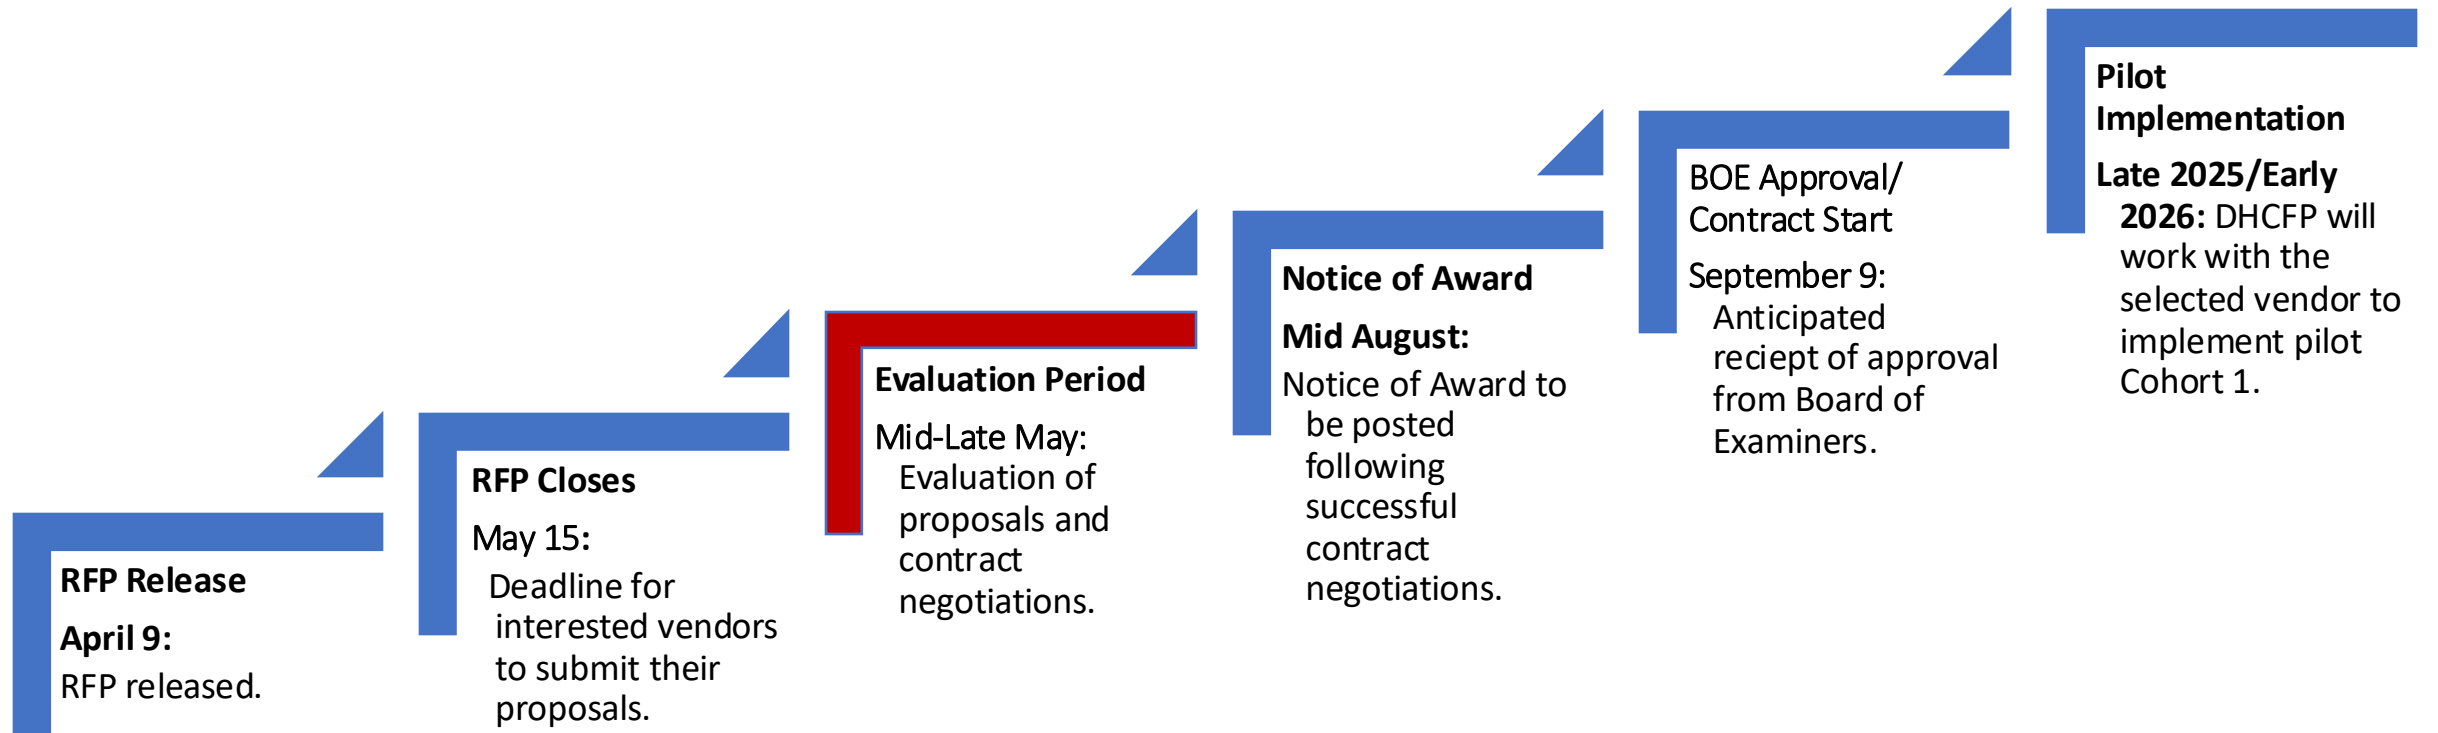 RFP Release
April 9:
RFP released.
RFP Closes
May 15:
Deadline for
interested vendors
to submit their
proposals.
Evaluation Period
Mid-Late May:
Evaluation of
proposals and
contract
negotiations.
Notice of Award
Mid August:
Notice of Award to
be posted
following
successful
contract
negotiations.
BOE Approval/
Contract Start
September 9:
Anticipated
reciept of approval
from Board of
Examiners.
Pilot
Implementation
Late 2025/Early
2026: DHCFP will
work with the
selected vendor to
implement pilot
Cohort 1.